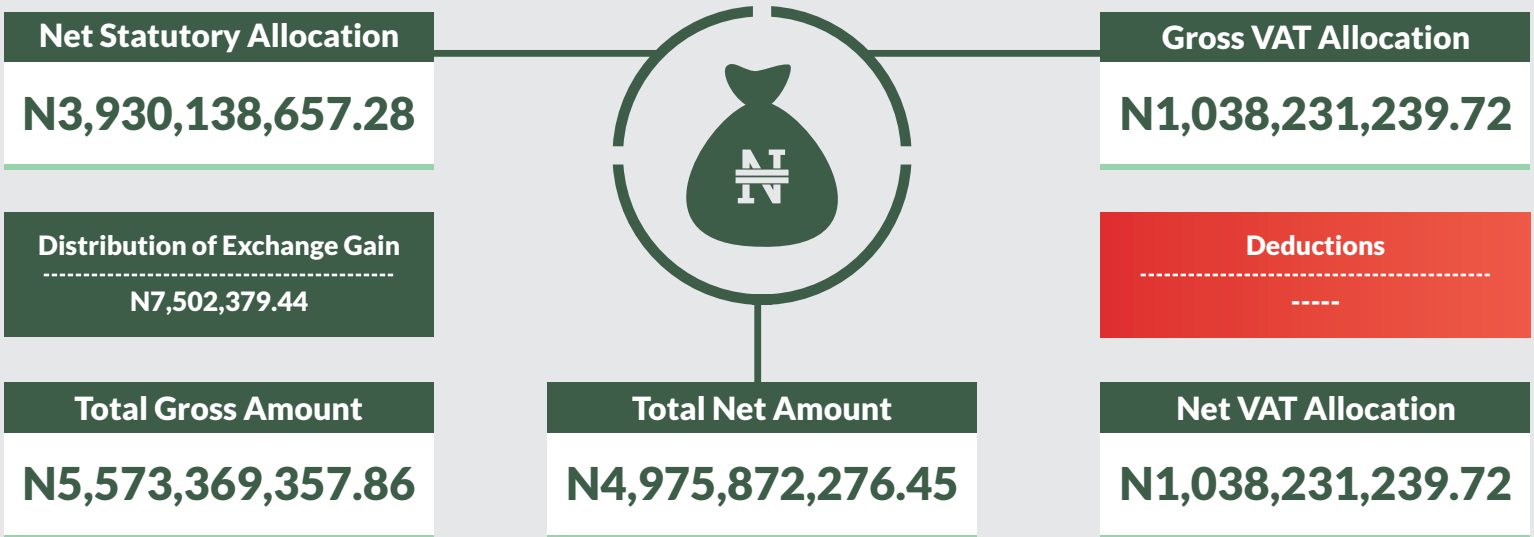 Net Statutory Allocation
N3,930,138,657.28
Gross VAT Allocation
N1,038,231,239.72
₦
Distribution of Exchange Gain
N7,502,379.44
Deductions
-----
Total Gross Amount
N5,573,369,357.86
Total Net Amount
N4,975,872,276.45
Net VAT Allocation
N1,038,231,239.72